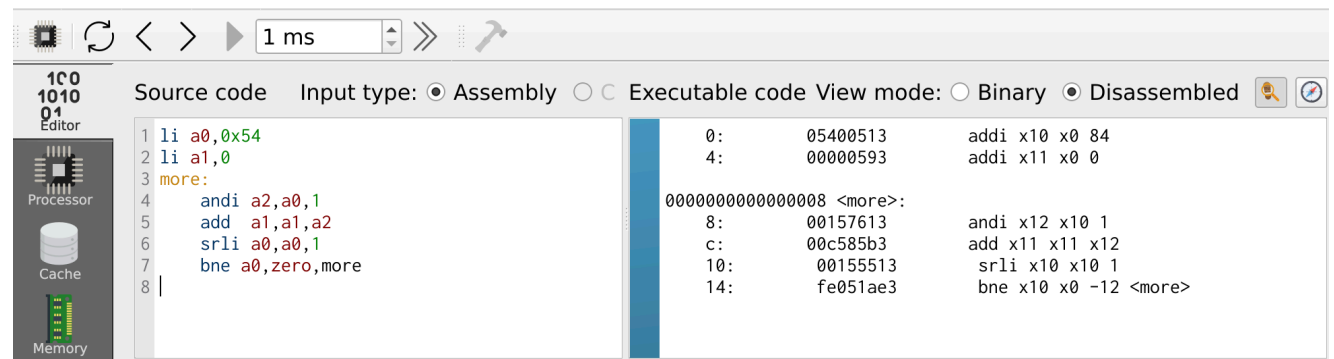 1 ms
100
1010
01
Editor
Processor
Cache
Memory
Source code Input type: Assembly C Executable code View mode: Binary Disassembled
1 li a0,0x54
2 li a1,0
3 more:
4 andi a2,a0,1
5 add a1,a1,a2
6 srli a0,a0,1
7 bne a0,zero,more
8
0: 05400513 addi x10 x0 84
4: 00000593 addi x11 x0 0
0000000000000008 <more>:
8: 00157613 andi x12 x10 1
c: 00c585b3 add x11 x11 x12
10: 00155513 srli x10 x10 1
14: fe051ae3 bne x10 x0 -12 <more>